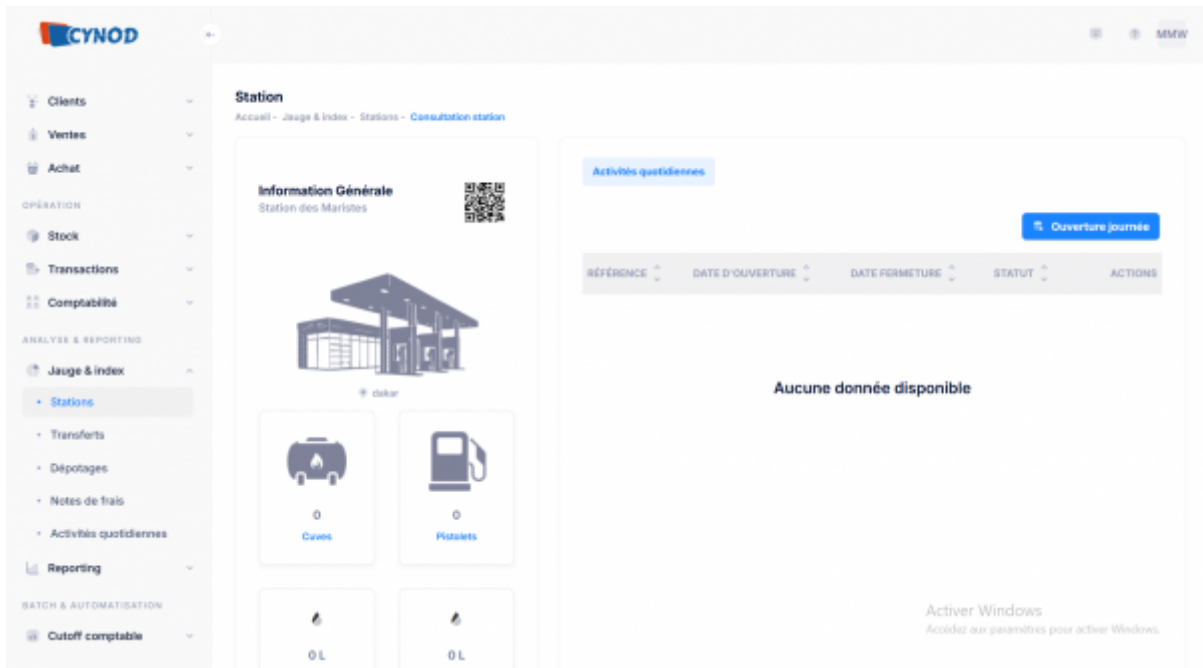 CYNOD
MMW
Clients
Ventes
Achat
OPÉRATION
Stock
Transactions
Comptabilité
ANALYSE & REPORTING
Jauge & index
Stations
Transferts
Dépotages
Notes de frais
Activités quotidiennes
Reporting
BATCH & AUTOMATISATION
Cutoff comptable
Station
Accueil - Jauge & index - Stations - Consultation station
Information Générale
Station des Maristes
dakar
0
Cuves
0
Pistolets
0 L
0 L
Activités quotidiennes
Ouverture journée
RÉFÉRENCE DATE D'OUVERTURE DATE FERMETURE STATUT ACTIONS
Aucune donnée disponible
Activer Windows
Accédez aux paramètres pour activer Windows.